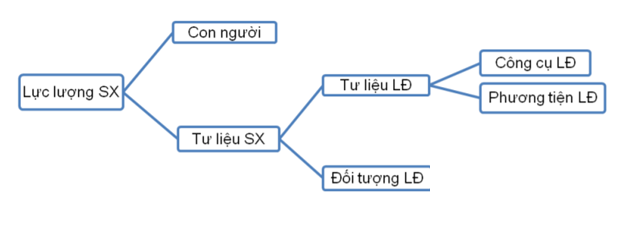 Con người
Lực lượng SX
Tư liệu SX
Tư liệu LĐ
Công cụ LĐ
Phương tiện LĐ
Đối tượng LĐ